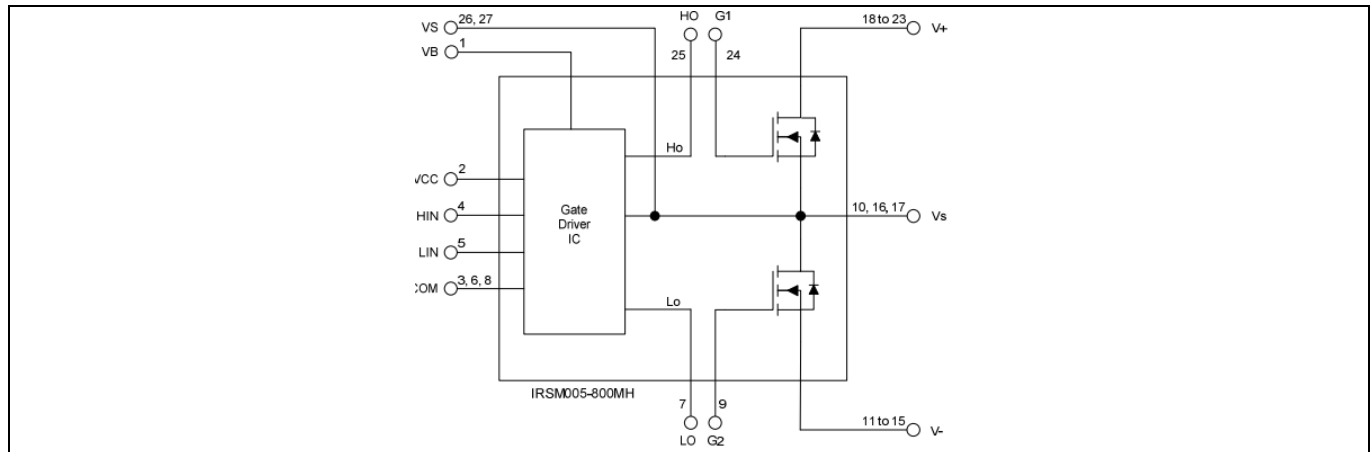 VS 26, 27
VB 1
HO G1
25 24
18 to 23 V+
Ho
VCC 2
HIN 4
LIN 5
COM 3, 6, 8
Gate
Driver
IC
10, 16, 17 Vs
Lo
IRSM005-800MH
7 9
LO G2
11 to 15 V-